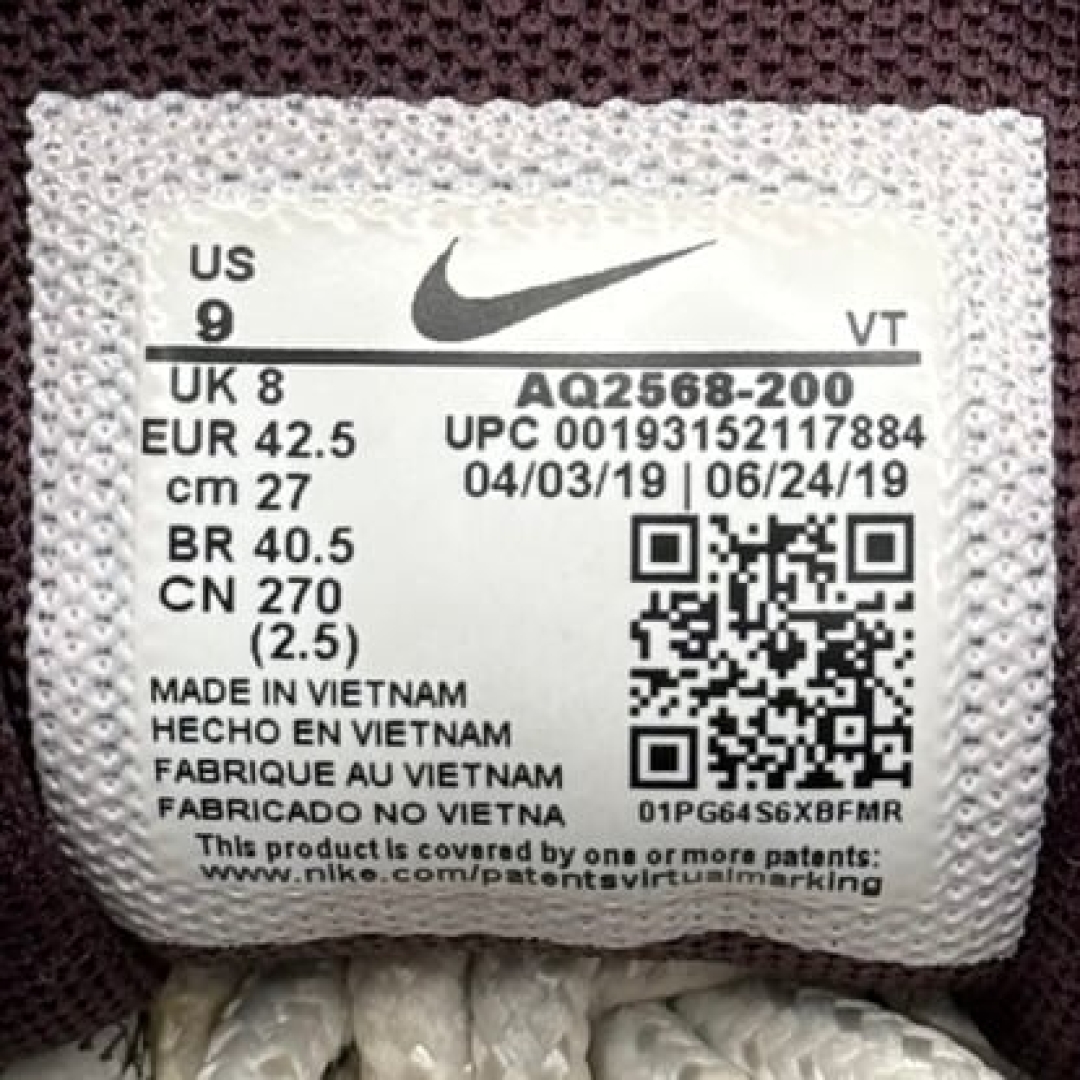 US
9
VT
UK 8
EUR 42.5
cm 27
BR 40.5
CN 270
(2.5)
AQ2568-200
UPC 00193152117884
04/03/19 | 06/24/19
01PG64S6XBFMR
MADE IN VIETNAM
HECHO EN VIETNAM
FABRIQUE AU VIETNAM
FABRICADO NO VIETNA
This product is covered by one or more patents:
www.nike.com/patentsvirtualmarking